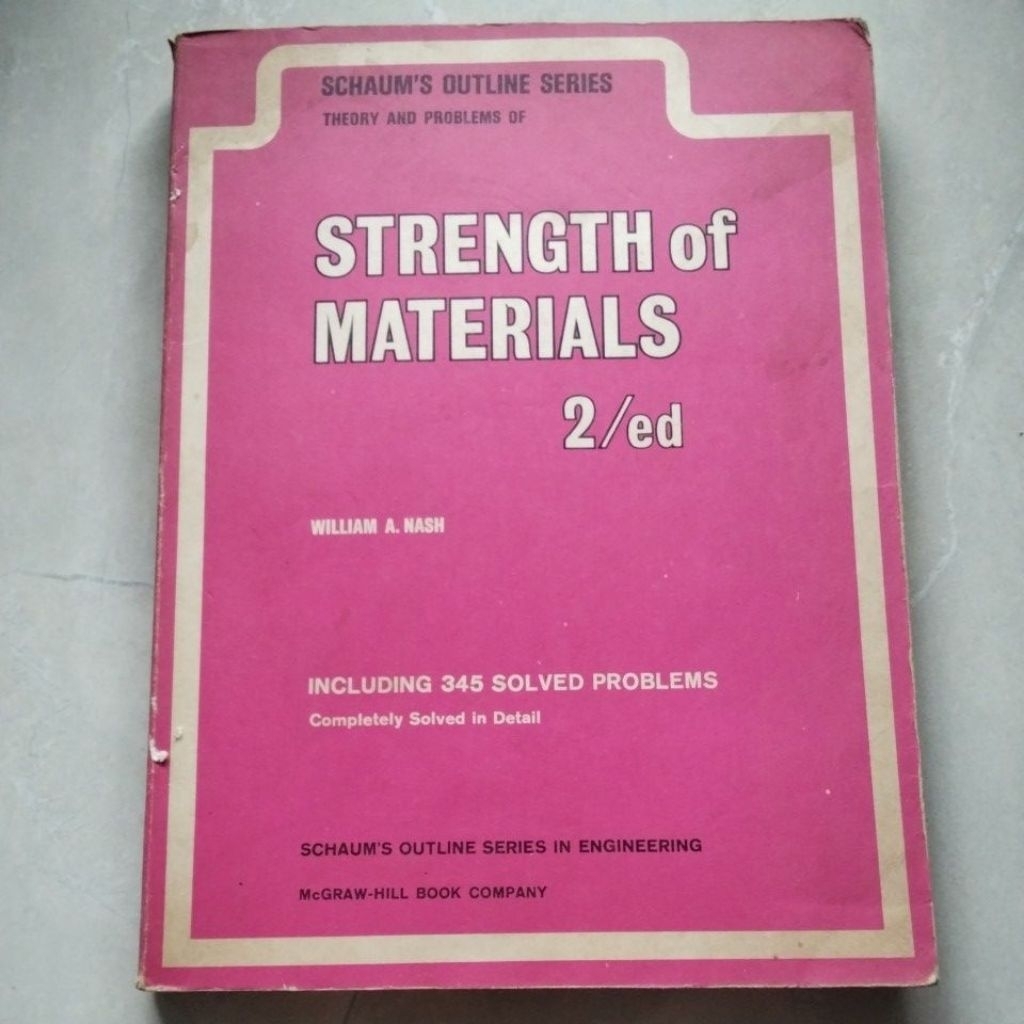 SCHAUM'S OUTLINE SERIES
THEORY AND PROBLEMS OF
STRENGTH of
MATERIALS
2/ed
WILLIAM A. NASH
INCLUDING 345 SOLVED PROBLEMS
Completely Solved in Detail
SCHAUM'S OUTLINE SERIES IN ENGINEERING
McGRAW-HILL BOOK COMPANY